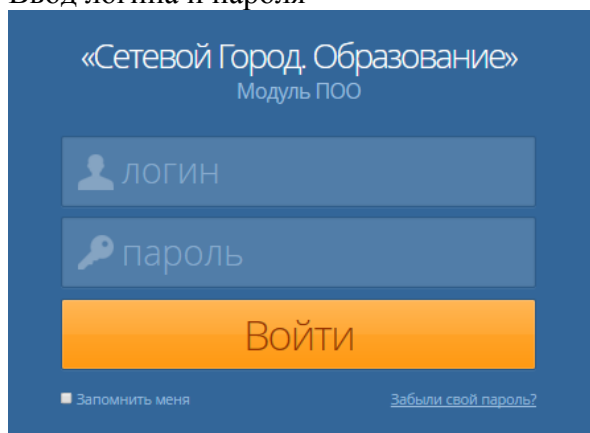 Ввод логина и пароля
«Сетевой Город. Образование»
Модуль ПОО
логин
пароль
Войти
Запомнить меня
Забыли свой пароль?